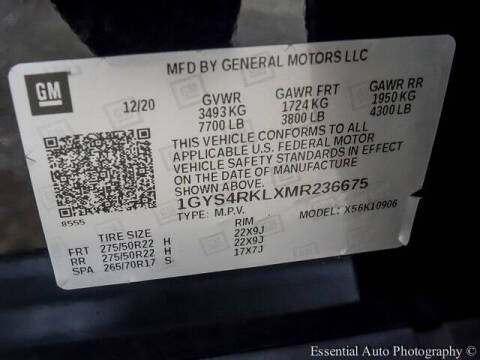 MFD BY GENERAL MOTORS LLC
GM
12/20
GVWR GAWR FRT GAWR RR
3493 KG 1724 KG 1950 KG
7700 LB 3800 LB 4300 LB
THIS VEHICLE CONFORMS TO ALL
APPLICABLE U.S. FEDERAL MOTOR
VEHICLE SAFETY STANDARDS IN EFFECT
ON THE DATE OF MANUFACTURE
1GYS4RKLXMR236675
TYPE: M.P.V. MODEL: X56K10906
8555
TIRE SIZE RIM
FRT 275/50R22 H 22X9J
RR 275/50R22 H 22X9J
SPA 265/70R17 S 17X7J
Essential Auto Photography ©